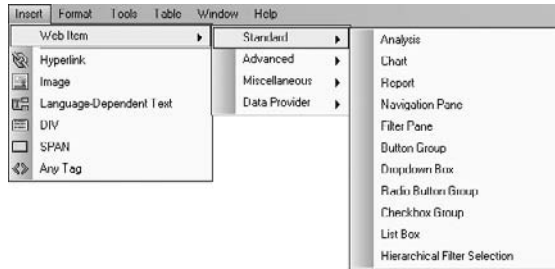 Insert Format Tools Table Window Help
Web Item
Hyperlink
Image
Language-Dependent Text
DIV
SPAN
Any Tag
Standard
Advanced
Miscellaneous
Data Provider
Analysis
Chart
Report
Navigation Pane
Filter Pane
Button Group
Dropdown Box
Radio Button Group
Checkbox Group
List Box
Hierarchical Filter Selection